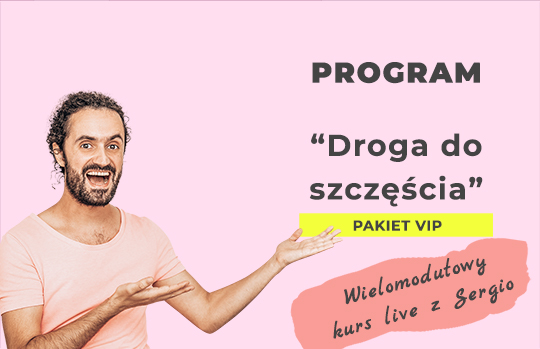 PROGRAM
“Droga do
szczęścia”
PAKIET VIP
Wielomodułowy
kurs live z Sergio